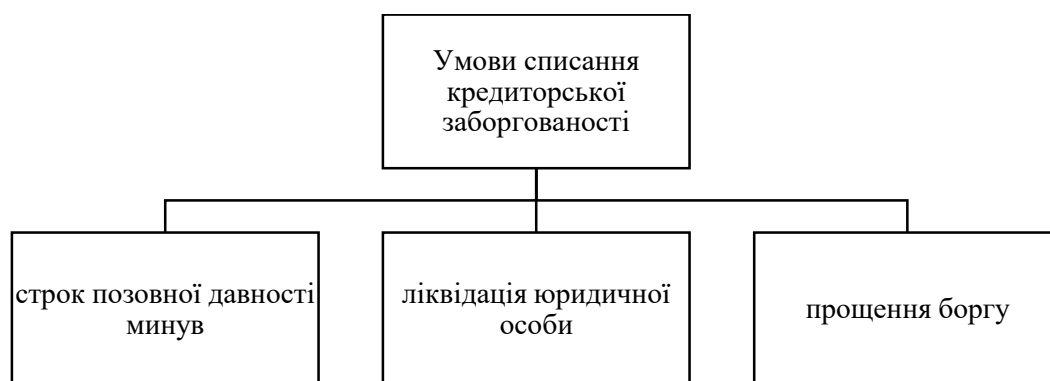 Умови списання
кредиторської
заборгованості
строк позовної давності
минув
ліквідація юридичної
особи
прощення боргу